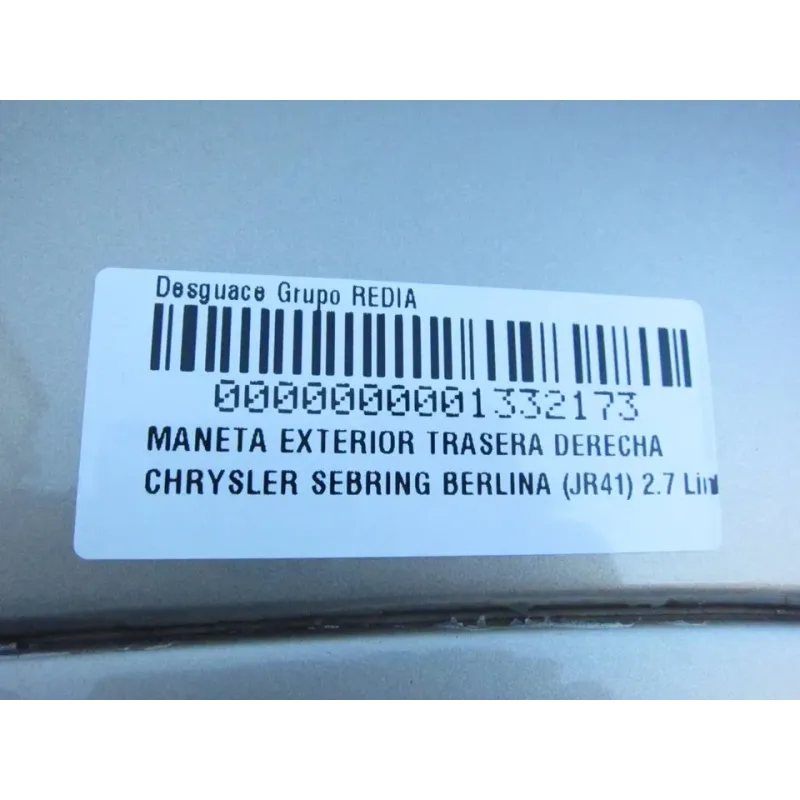 Desguace Grupo REDIA
0000000001332173
MANETA EXTERIOR TRASERA DERECHA
CHRYSLER SEBRING BERLINA (JR41) 2.7